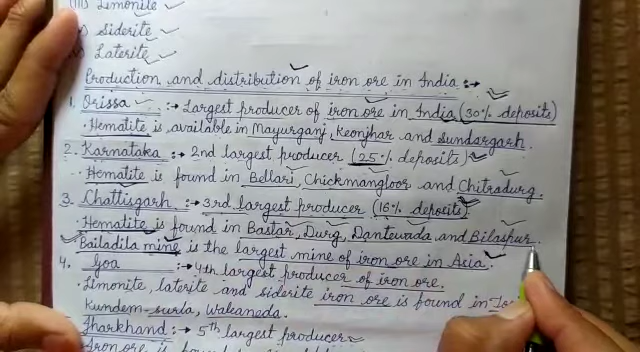 (iii) Limonite
Siderite
Laterite
Production and distribution of iron ore in India :→
1. Orissa :→ Largest producer of iron ore in India (30% deposits)
Hematite is available in Mayurganj, Keonjhar and Sundargarh.
2. Karnataka :→ 2nd largest producer (25% deposits)
Hematite is found in Bellari, Chickmangloor and Chitradurg.
3. Chattisgarh :→ 3rd largest producer (16% deposits).
Hematite is found in Bastar, Durg, Dantewada and Bilaspur.
Bailadila mine is the largest mine of iron ore in Asia.
4. Goa :→ 4th largest producer of iron ore.
Limonite, laterite and siderite iron ore is found in
Kundem-surla,
Jharkhand :→ 5th largest producer
Iron ore is found